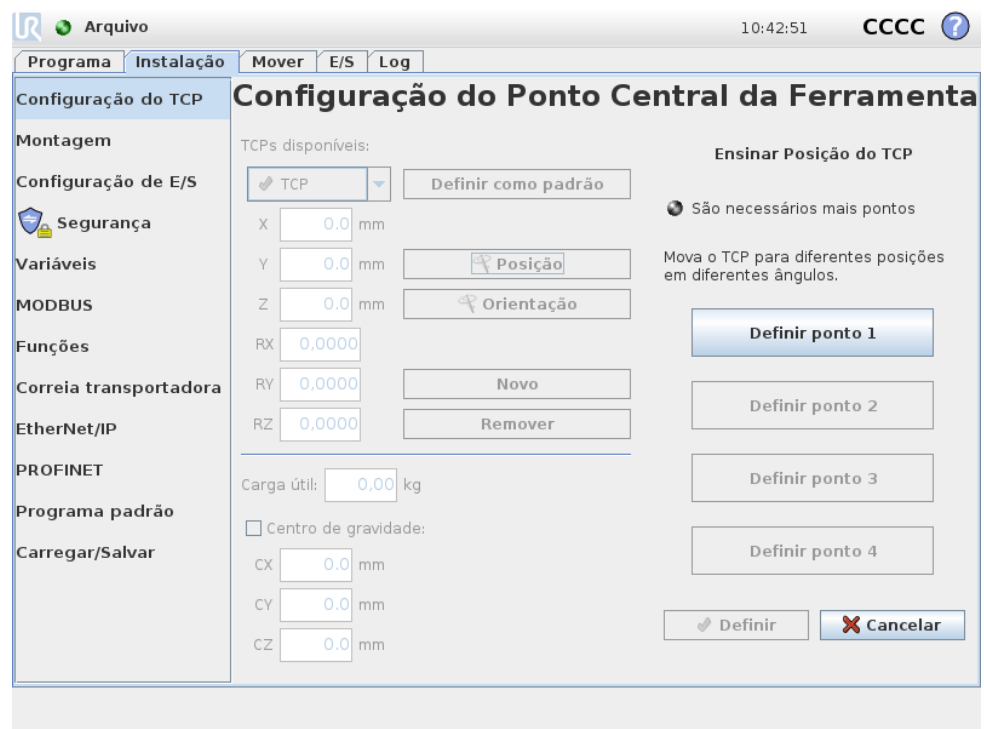 UR Arquivo 10:42:51 CCCC ?
Programa Instalação Mover E/S Log
Configuração do TCP
Montagem
Configuração de E/S
Segurança
Variáveis
MODBUS
Funções
Correia transportadora
EtherNet/IP
PROFINET
Programa padrão
Carregar/Salvar
Configuração do Ponto Central da Ferramenta
TCPs disponíveis:
TCP Definir como padrão
X 0.0 mm
Y 0.0 mm Posição
Z 0.0 mm Orientação
RX 0,0000
RY 0,0000 Novo
RZ 0,0000 Remover
Carga útil: 0,00 kg
Centro de gravidade:
CX 0.0 mm
CY 0.0 mm
CZ 0.0 mm
Ensinar Posição do TCP
São necessários mais pontos
Mova o TCP para diferentes posições
em diferentes ângulos.
Definir ponto 1
Definir ponto 2
Definir ponto 3
Definir ponto 4
Definir Cancelar